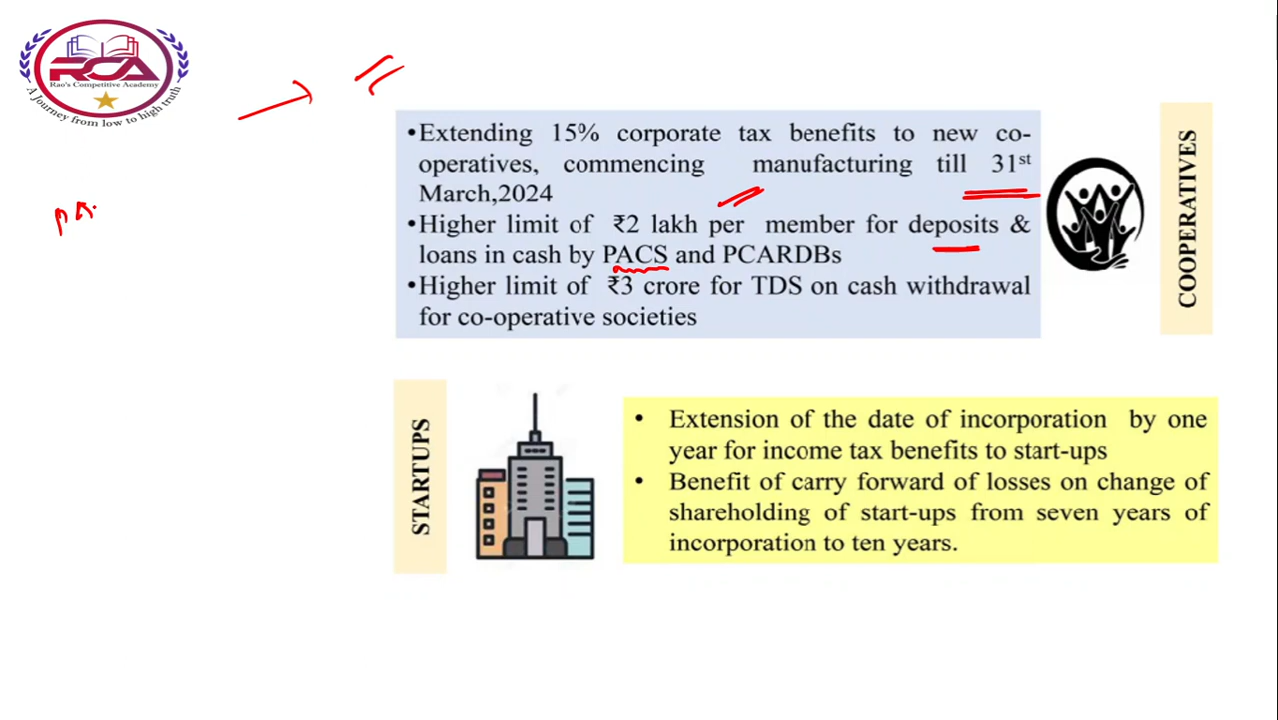 RCA
Rao's Competitive Academy
A Journey from low to high truth
•Extending 15% corporate tax benefits to new co-
operatives, commencing manufacturing till 31st
March,2024
•Higher limit of ₹2 lakh per member for deposits &
loans in cash by PACS and PCARDBs
•Higher limit of ₹3 crore for TDS on cash withdrawal
for co-operative societies
COOPERATIVES
STARTUPS
• Extension of the date of incorporation by one
year for income tax benefits to start-ups
• Benefit of carry forward of losses on change of
shareholding of start-ups from seven years of
incorporation to ten years.